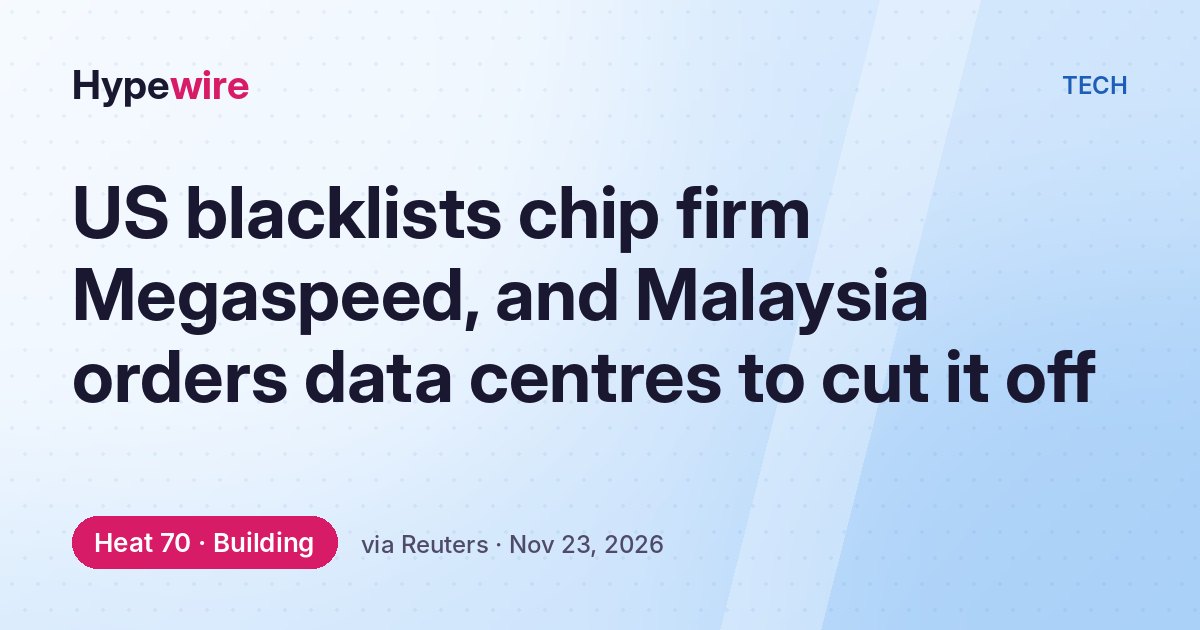 Hypewire
TECH
US blacklists chip firm
Megaspeed, and Malaysia
orders data centres to cut it off
Heat 70 · Building
via Reuters · Nov 23, 2026